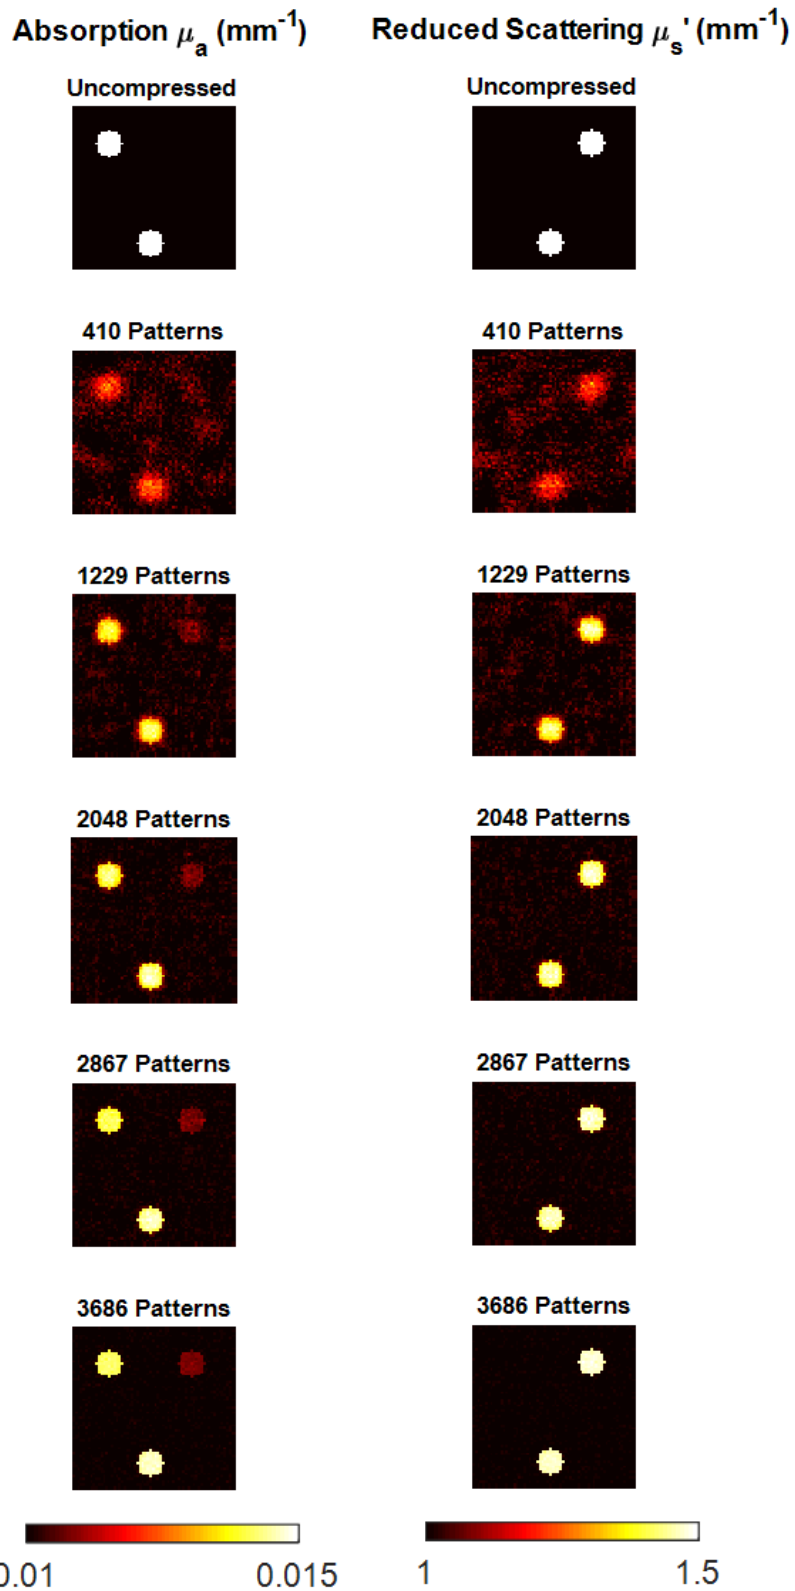 Absorption μa (mm-1) Reduced Scattering μs' (mm-1)
Uncompressed Uncompressed
410 Patterns 410 Patterns
1229 Patterns 1229 Patterns
2048 Patterns 2048 Patterns
2867 Patterns 2867 Patterns
3686 Patterns 3686 Patterns
0.01 0.015 1 1.5